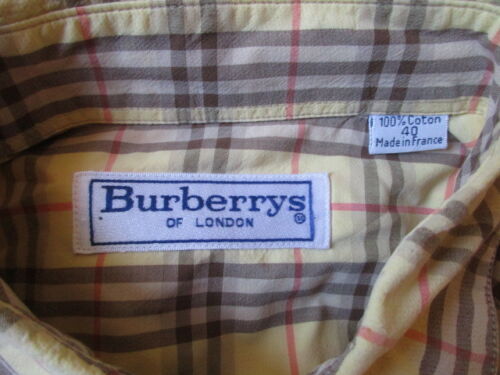 100% Coton
40
Made in France
Burberrys
OF LONDON